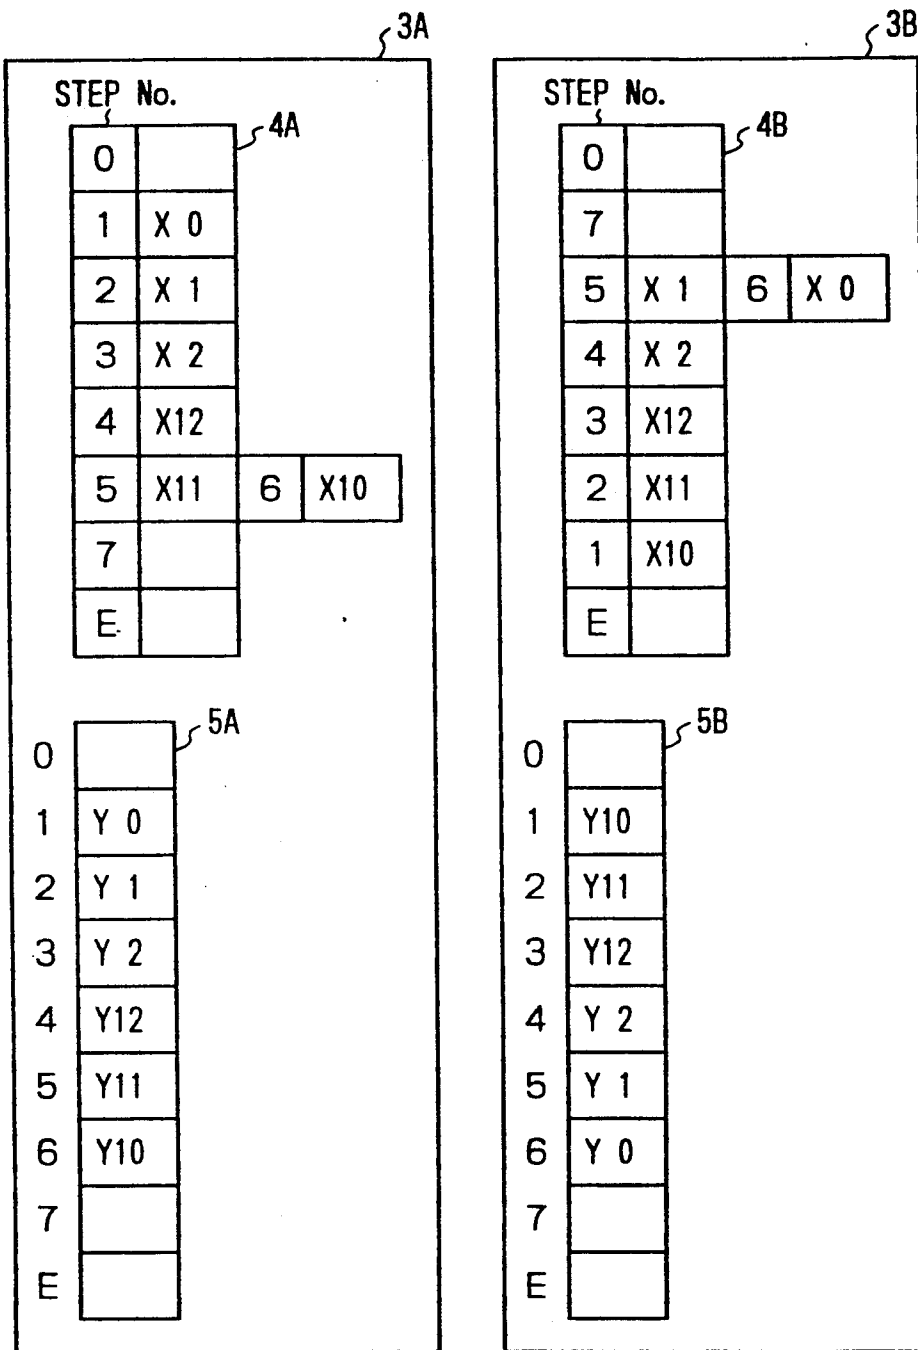 3A
STEP No.
4A
0
1 X 0
2 X 1
3 X 2
4 X12
5 X11 6 X10
7
E
5A
0
1 Y 0
2 Y 1
3 Y 2
4 Y12
5 Y11
6 Y10
7
E
3B
STEP No.
4B
0
7
5 X 1 6 X 0
4 X 2
3 X12
2 X11
1 X10
E
5B
0
1 Y10
2 Y11
3 Y12
4 Y 2
5 Y 1
6 Y 0
7
E